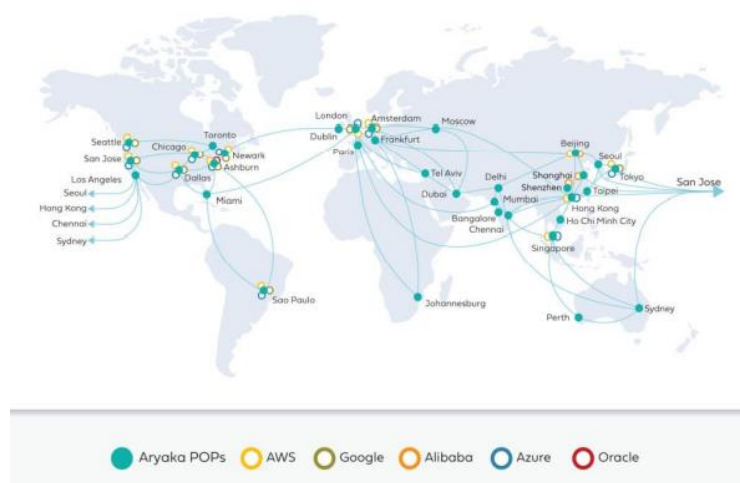 London
Amsterdam
Moscow
Dublin
Frankfurt
Paris
Seattle
Chicago
Toronto
Newark
San Jose
Ashburn
Los Angeles
Dallas
Seoul
Hong Kong
Chennai
Sydney
Miami
Sao Paulo
Tel Aviv
Dubai
Delhi
Mumbai
Bangalore
Chennai
Johannesburg
Beijing
Seoul
Shanghai
Tokyo
Shenzhen
Taipei
San Jose
Hong Kong
Ho Chi Minh City
Singapore
Perth
Sydney
Aryaka POPs AWS Google Alibaba Azure Oracle